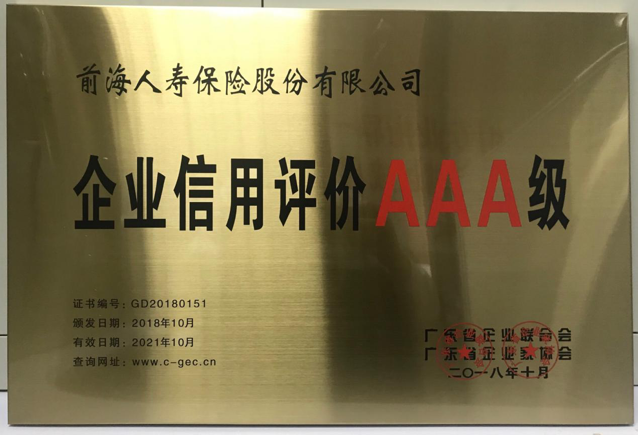 前海人寿保险股份有限公司
企业信用评价AAA级
证书编号：GD20180151
颁发日期：2018年10月
有效日期：2021年10月
查询网址：www.c-gec.cn
广东省企业联合会
广东省企业家协会
二〇一八年十月